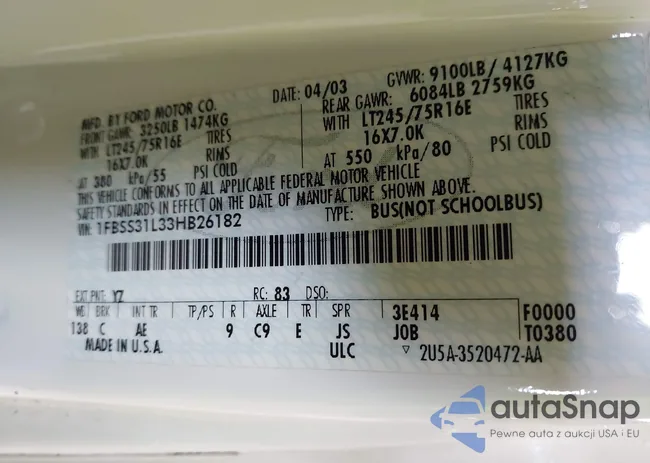 MFD. BY FORD MOTOR CO. DATE: 04/03 GVWR: 9100LB/ 4127KG
FRONT GAWR: 3250LB 1474KG REAR GAWR: 6084LB 2759KG
WITH LT245/75R16E TIRES WITH LT245/75R16E TIRES
16X7.0K RIMS 16X7.0K RIMS
AT 380 kPa/55 PSI COLD AT 550 kPa/80 PSI COLD
THIS VEHICLE CONFORMS TO ALL APPLICABLE FEDERAL MOTOR VEHICLE
SAFETY STANDARDS IN EFFECT ON THE DATE OF MANUFACTURE SHOWN ABOVE.
VIN: 1FBSS31L33HB26182 TYPE: BUS(NOT SCHOOLBUS)
EXT PNT: YZ RC: 83 DSO:
WB BRK INT TR TP/PS R AXLE TR SPR 3E414 F0000
138 C AE 9 C9 E JS JOB T0380
MADE IN U.S.A. ULC ▽ 2U5A-3520472-AA
autaSnap
Pewne auta z aukcji USA i EU